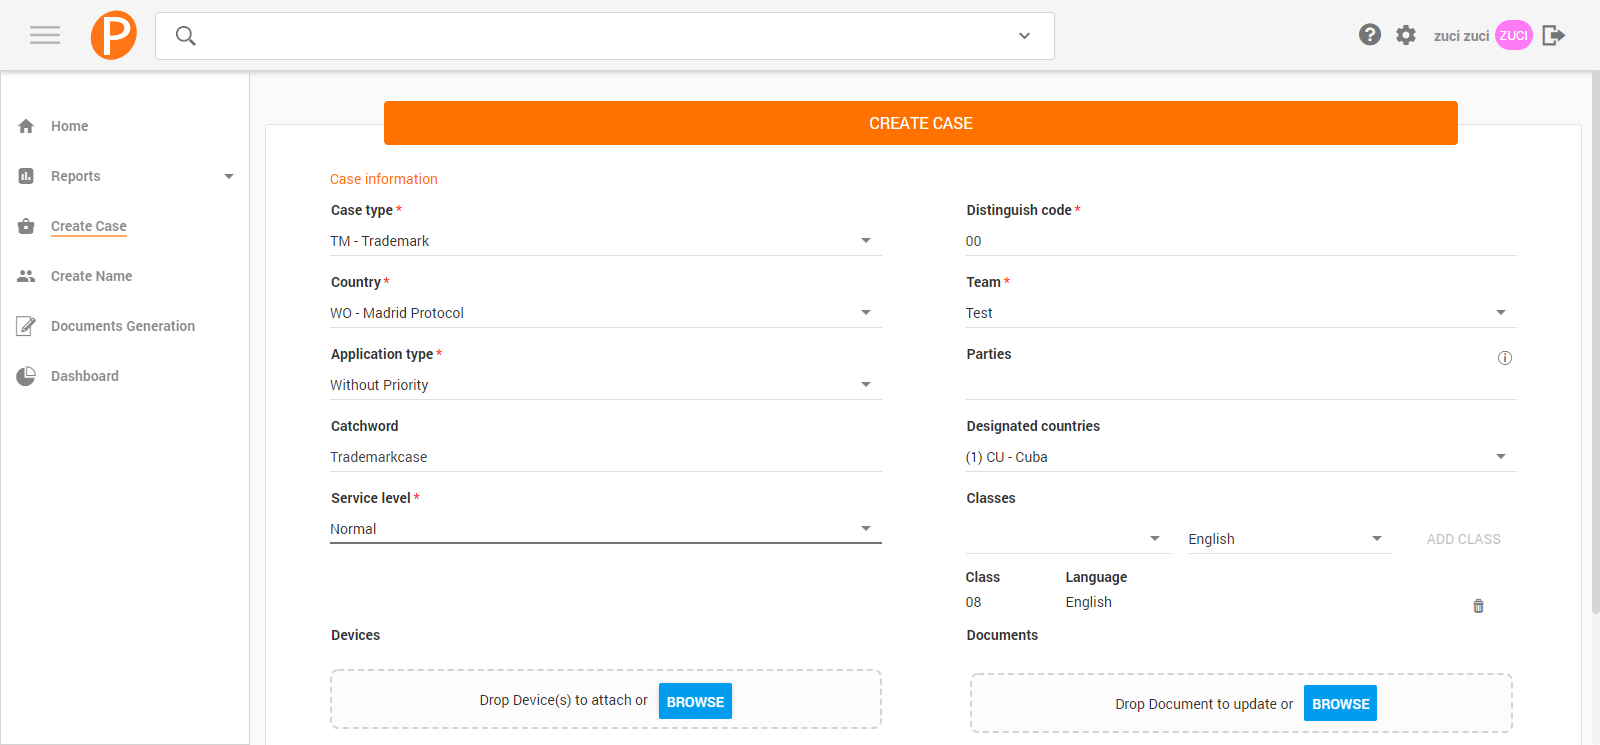 P
zuci zuci ZUCI
Home
Reports
Create Case
Create Name
Documents Generation
Dashboard
CREATE CASE
Case information
Case type *
TM - Trademark
Distinguish code *
00
Country *
WO - Madrid Protocol
Team *
Test
Application type *
Without Priority
Parties
Catchword
Trademarkcase
Designated countries
(1) CU - Cuba
Service level *
Normal
Classes
English ADD CLASS
Class Language
08 English
Devices
Drop Device(s) to attach or BROWSE
Documents
Drop Document to update or BROWSE